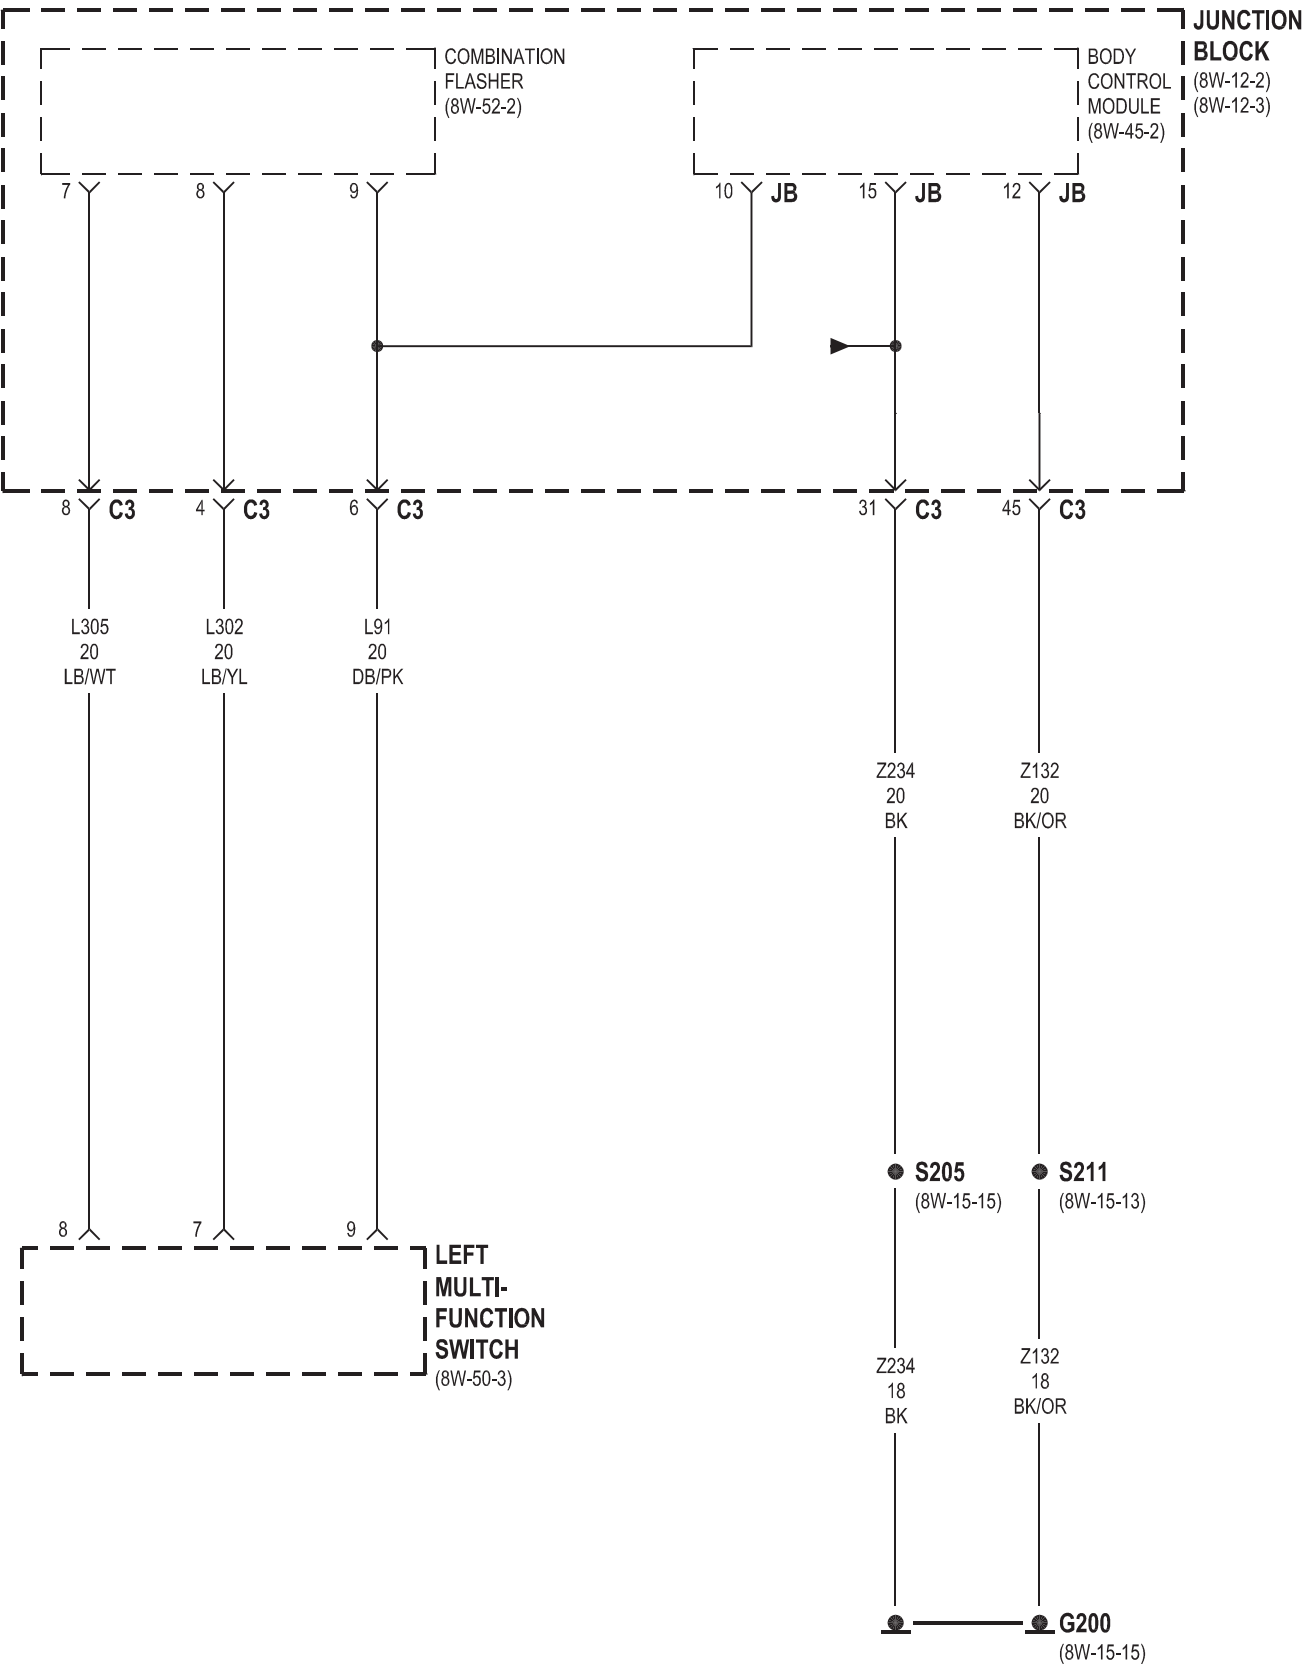 JUNCTION
BLOCK
(8W-12-2)
(8W-12-3)
COMBINATION
FLASHER
(8W-52-2)
BODY
CONTROL
MODULE
(8W-45-2)
7
8
9
10 JB
15 JB
12 JB
8 C3
4 C3
6 C3
31 C3
45 C3
L305
20
LB/WT
L302
20
LB/YL
L91
20
DB/PK
Z234
20
BK
Z132
20
BK/OR
S205
(8W-15-15)
S211
(8W-15-13)
8
7
9
LEFT
MULTI-
FUNCTION
SWITCH
(8W-50-3)
Z234
18
BK
Z132
18
BK/OR
G200
(8W-15-15)